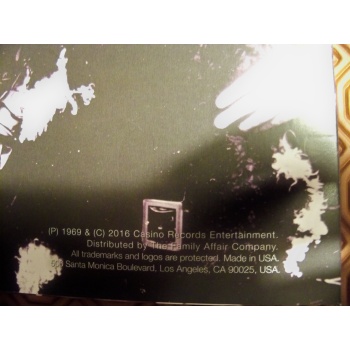 (P) 1969 & (C) 2016 Casino Records Entertainment.
Distributed by The Family Affair Company.
All trademarks and logos are protected. Made in USA.
Santa Monica Boulevard, Los Angeles, CA 90025, USA.